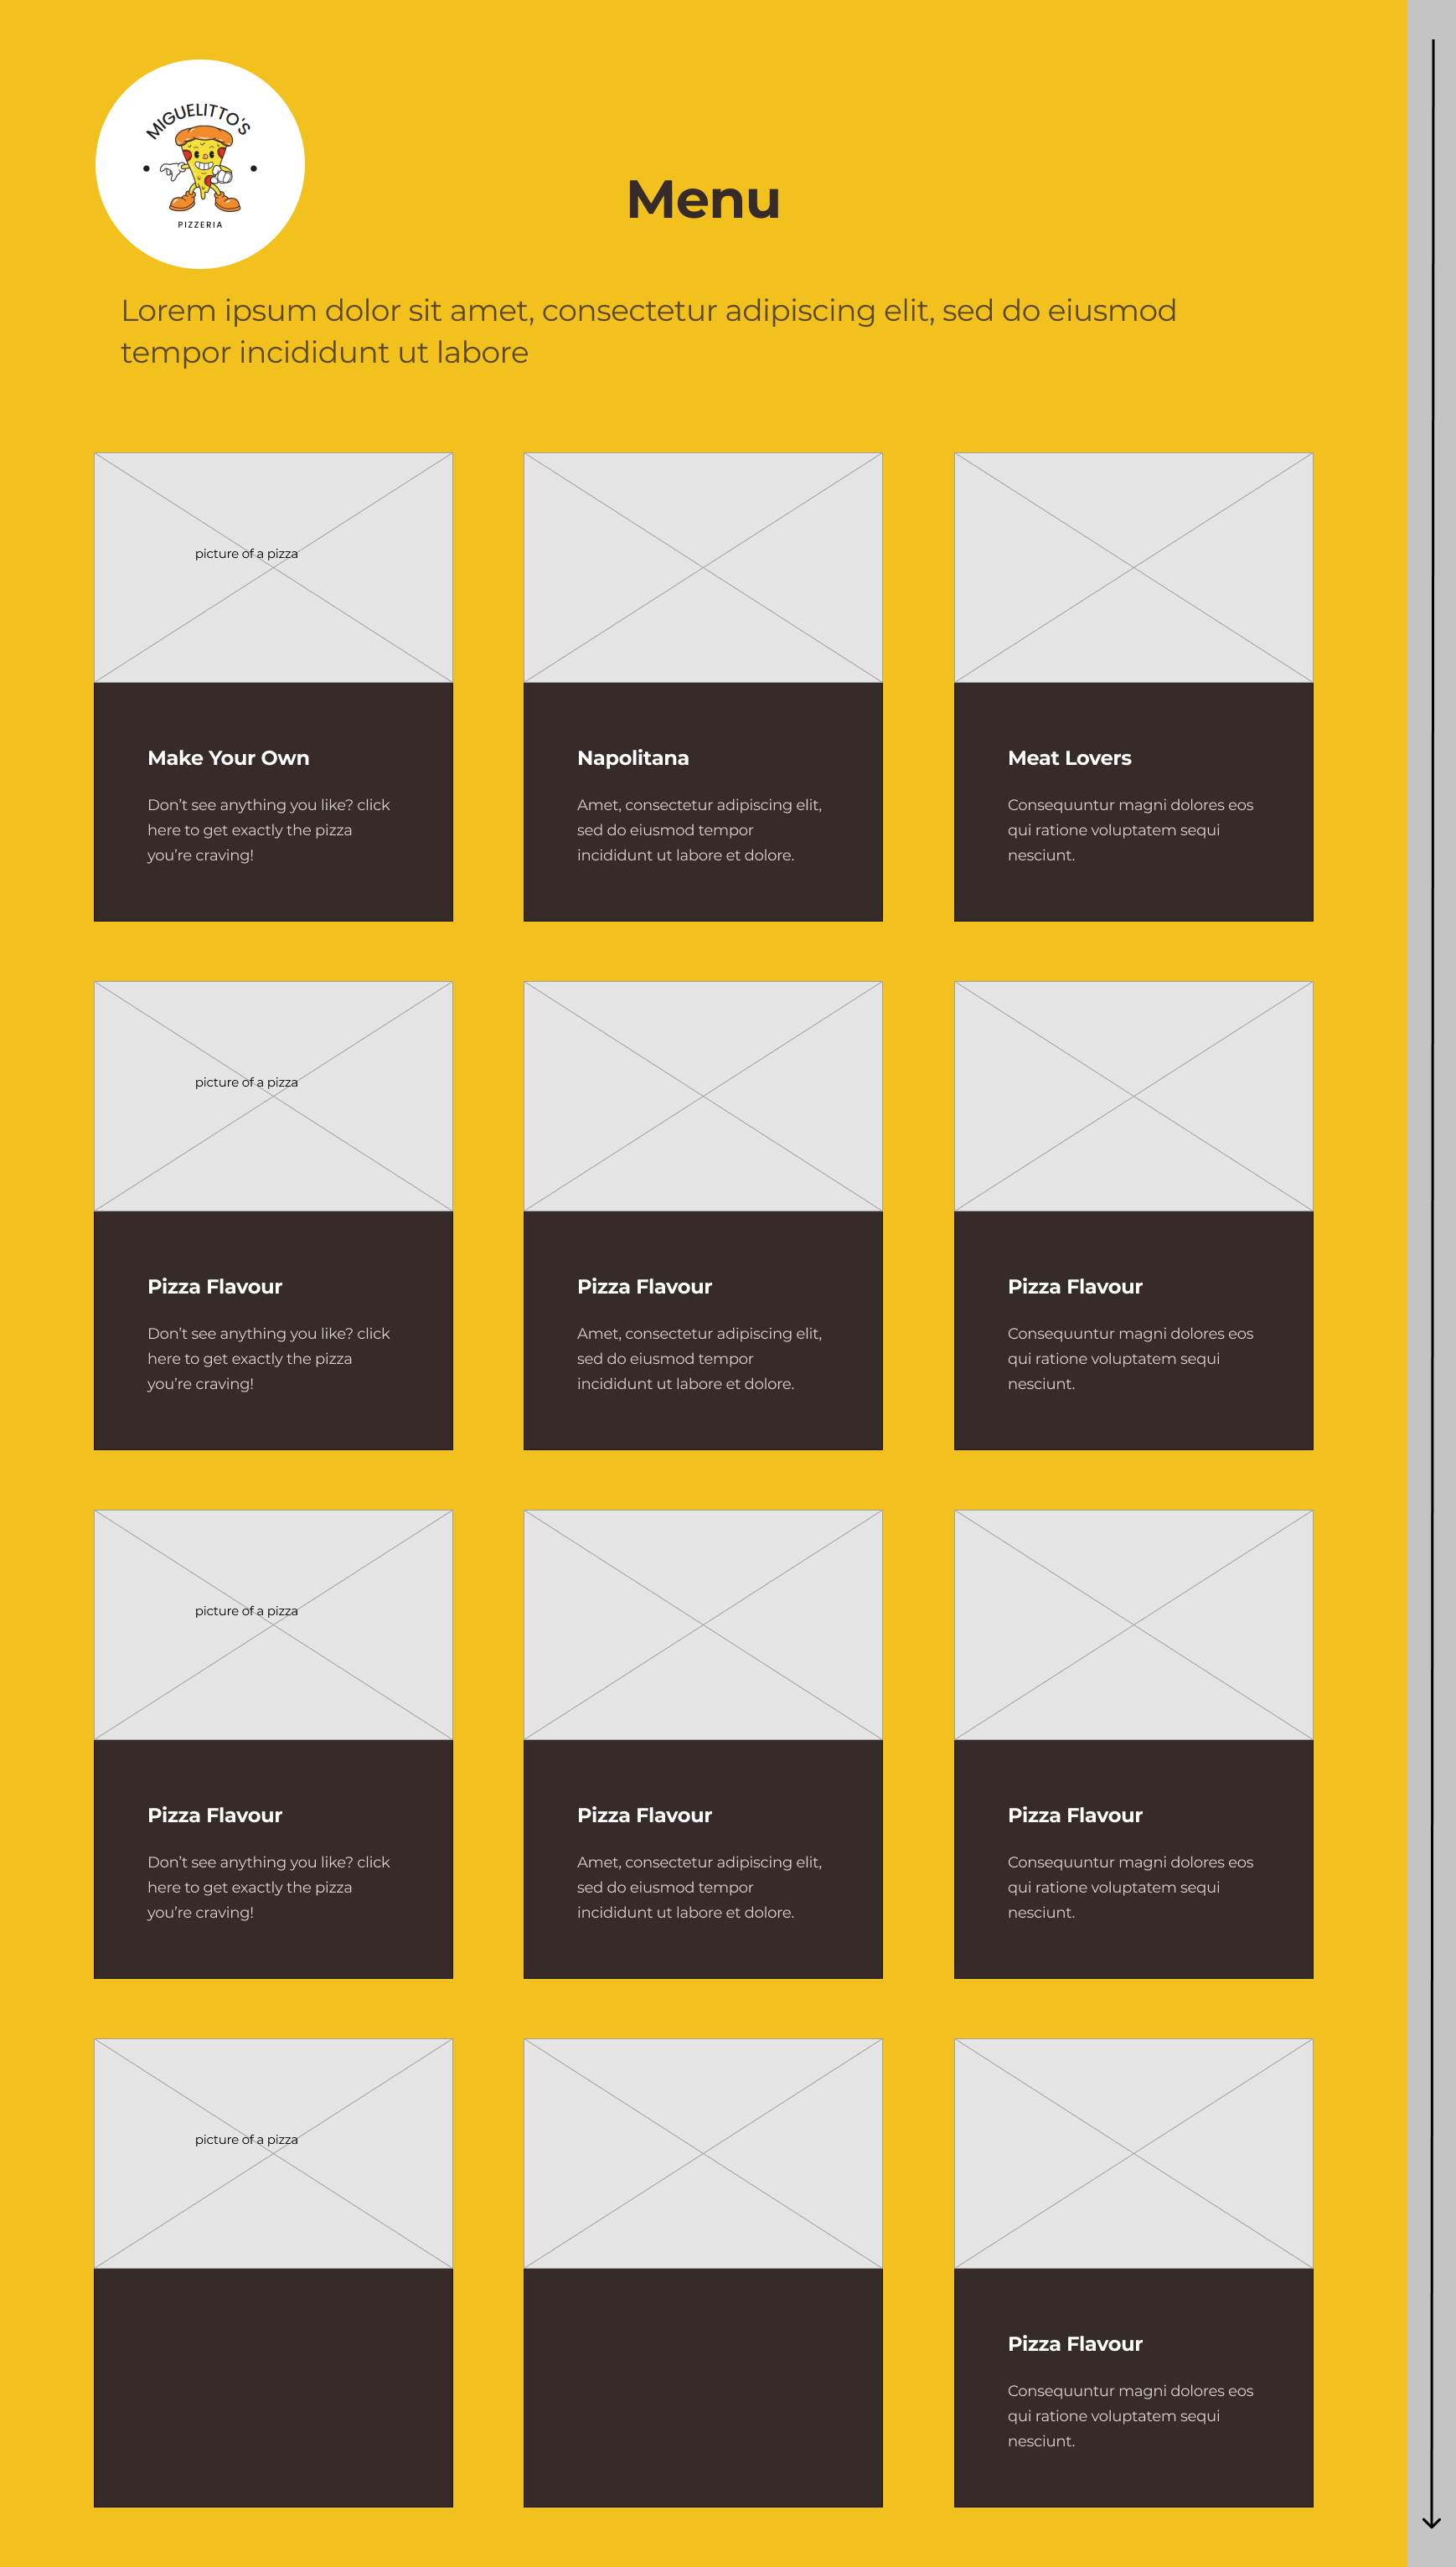 MIGUELITTO'S
PIZZERIA
Menu
Lorem ipsum dolor sit amet, consectetur adipiscing elit, sed do eiusmod
tempor incididunt ut labore
picture of a pizza
Make Your Own
Don’t see anything you like? click
here to get exactly the pizza
you’re craving!
Napolitana
Amet, consectetur adipiscing elit,
sed do eiusmod tempor
incididunt ut labore et dolore.
Meat Lovers
Consequuntur magni dolores eos
qui ratione voluptatem sequi
nesciunt.
picture of a pizza
Pizza Flavour
Don’t see anything you like? click
here to get exactly the pizza
you’re craving!
Pizza Flavour
Amet, consectetur adipiscing elit,
sed do eiusmod tempor
incididunt ut labore et dolore.
Pizza Flavour
Consequuntur magni dolores eos
qui ratione voluptatem sequi
nesciunt.
picture of a pizza
Pizza Flavour
Don’t see anything you like? click
here to get exactly the pizza
you’re craving!
Pizza Flavour
Amet, consectetur adipiscing elit,
sed do eiusmod tempor
incididunt ut labore et dolore.
Pizza Flavour
Consequuntur magni dolores eos
qui ratione voluptatem sequi
nesciunt.
picture of a pizza
Pizza Flavour
Consequuntur magni dolores eos
qui ratione voluptatem sequi
nesciunt.